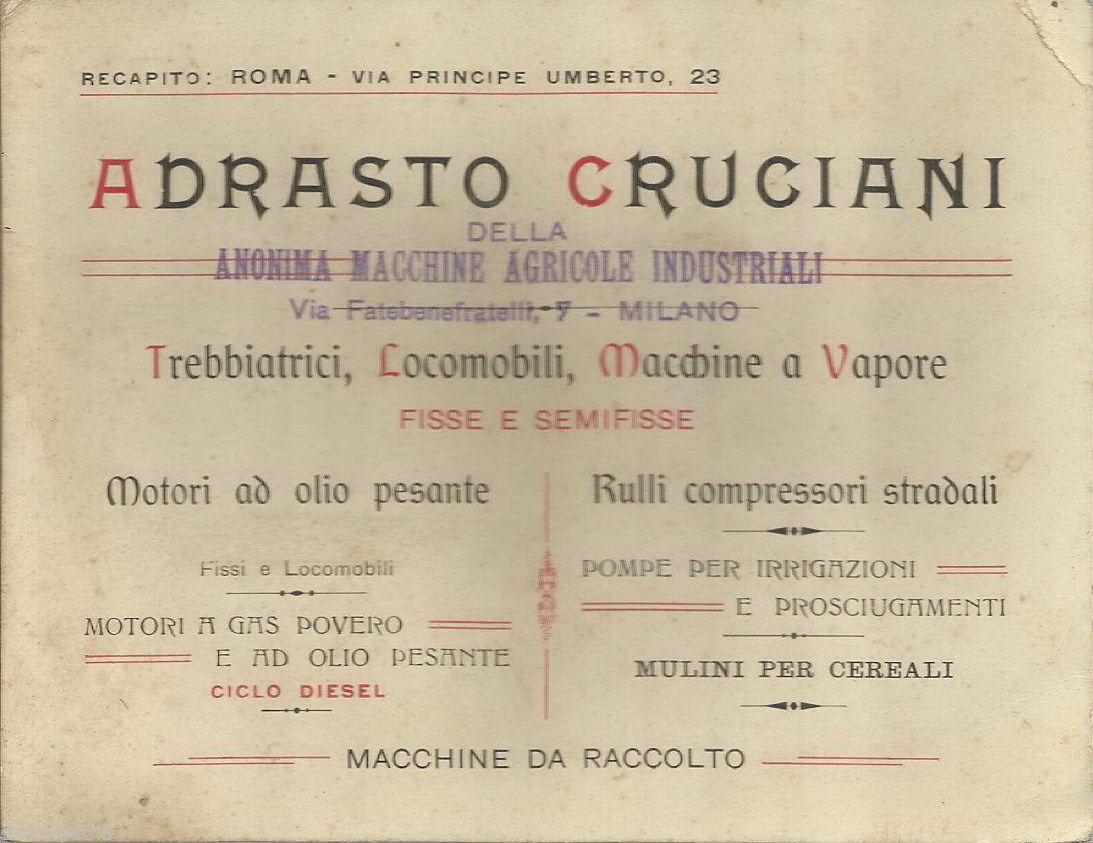 RECAPITO: ROMA - VIA PRINCIPE UMBERTO, 23
ADRASTO CRUCIANI
DELLA
ANONIMA MACCHINE AGRICOLE INDUSTRIALI
Via Fatebenefratelli, 7 - MILANO
Trebbiatrici, Locomobili, Macchine a Vapore
FISSE E SEMIFISSE
Motori ad olio pesante
Fissi e Locomobili
MOTORI A GAS POVERO
E AD OLIO PESANTE
CICLO DIESEL
Rulli compressori stradali
POMPE PER IRRIGAZIONI
E PROSCIUGAMENTI
MULINI PER CEREALI
MACCHINE DA RACCOLTO